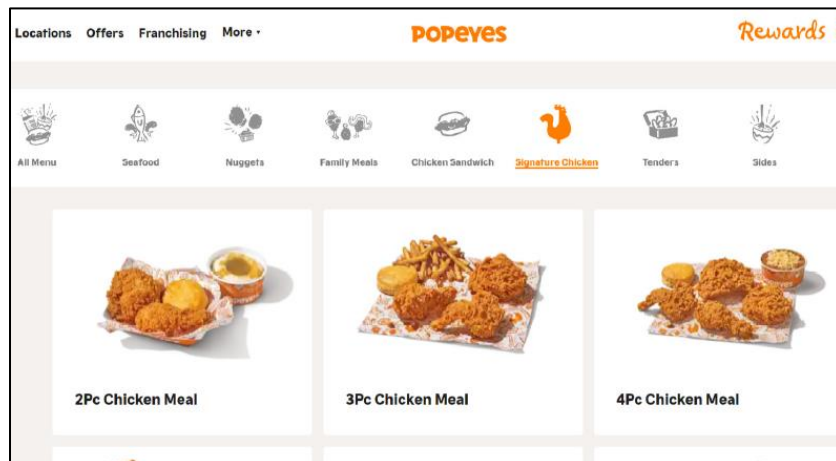 Locations Offers Franchising More
POPEYES
Rewards
All Menu
Seafood
Nuggets
Family Meals
Chicken Sandwich
Signature Chicken
Tenders
Sides
2Pc Chicken Meal
3Pc Chicken Meal
4Pc Chicken Meal